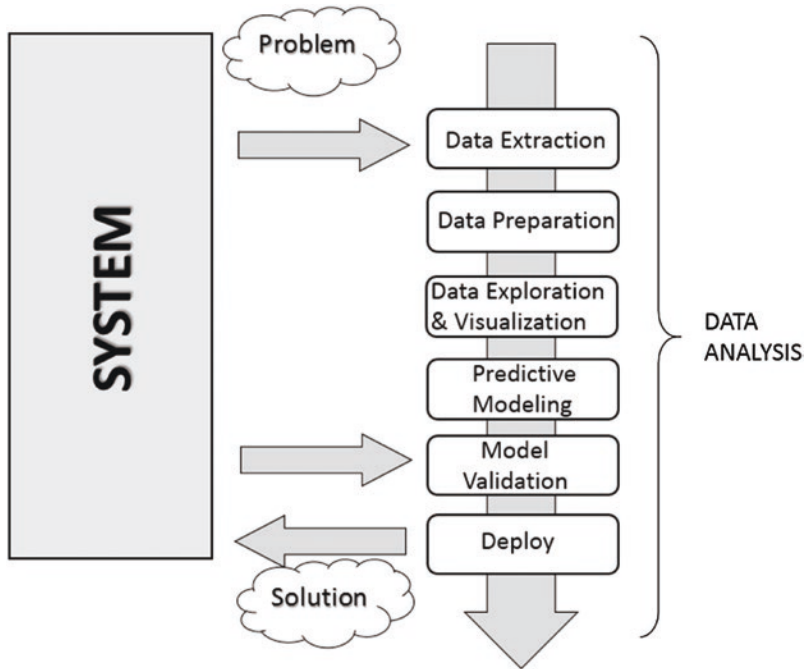 SYSTEM
Problem
Data Extraction
Data Preparation
Data Exploration
& Visualization
Predictive
Modeling
Model
Validation
Deploy
Solution
DATA
ANALYSIS